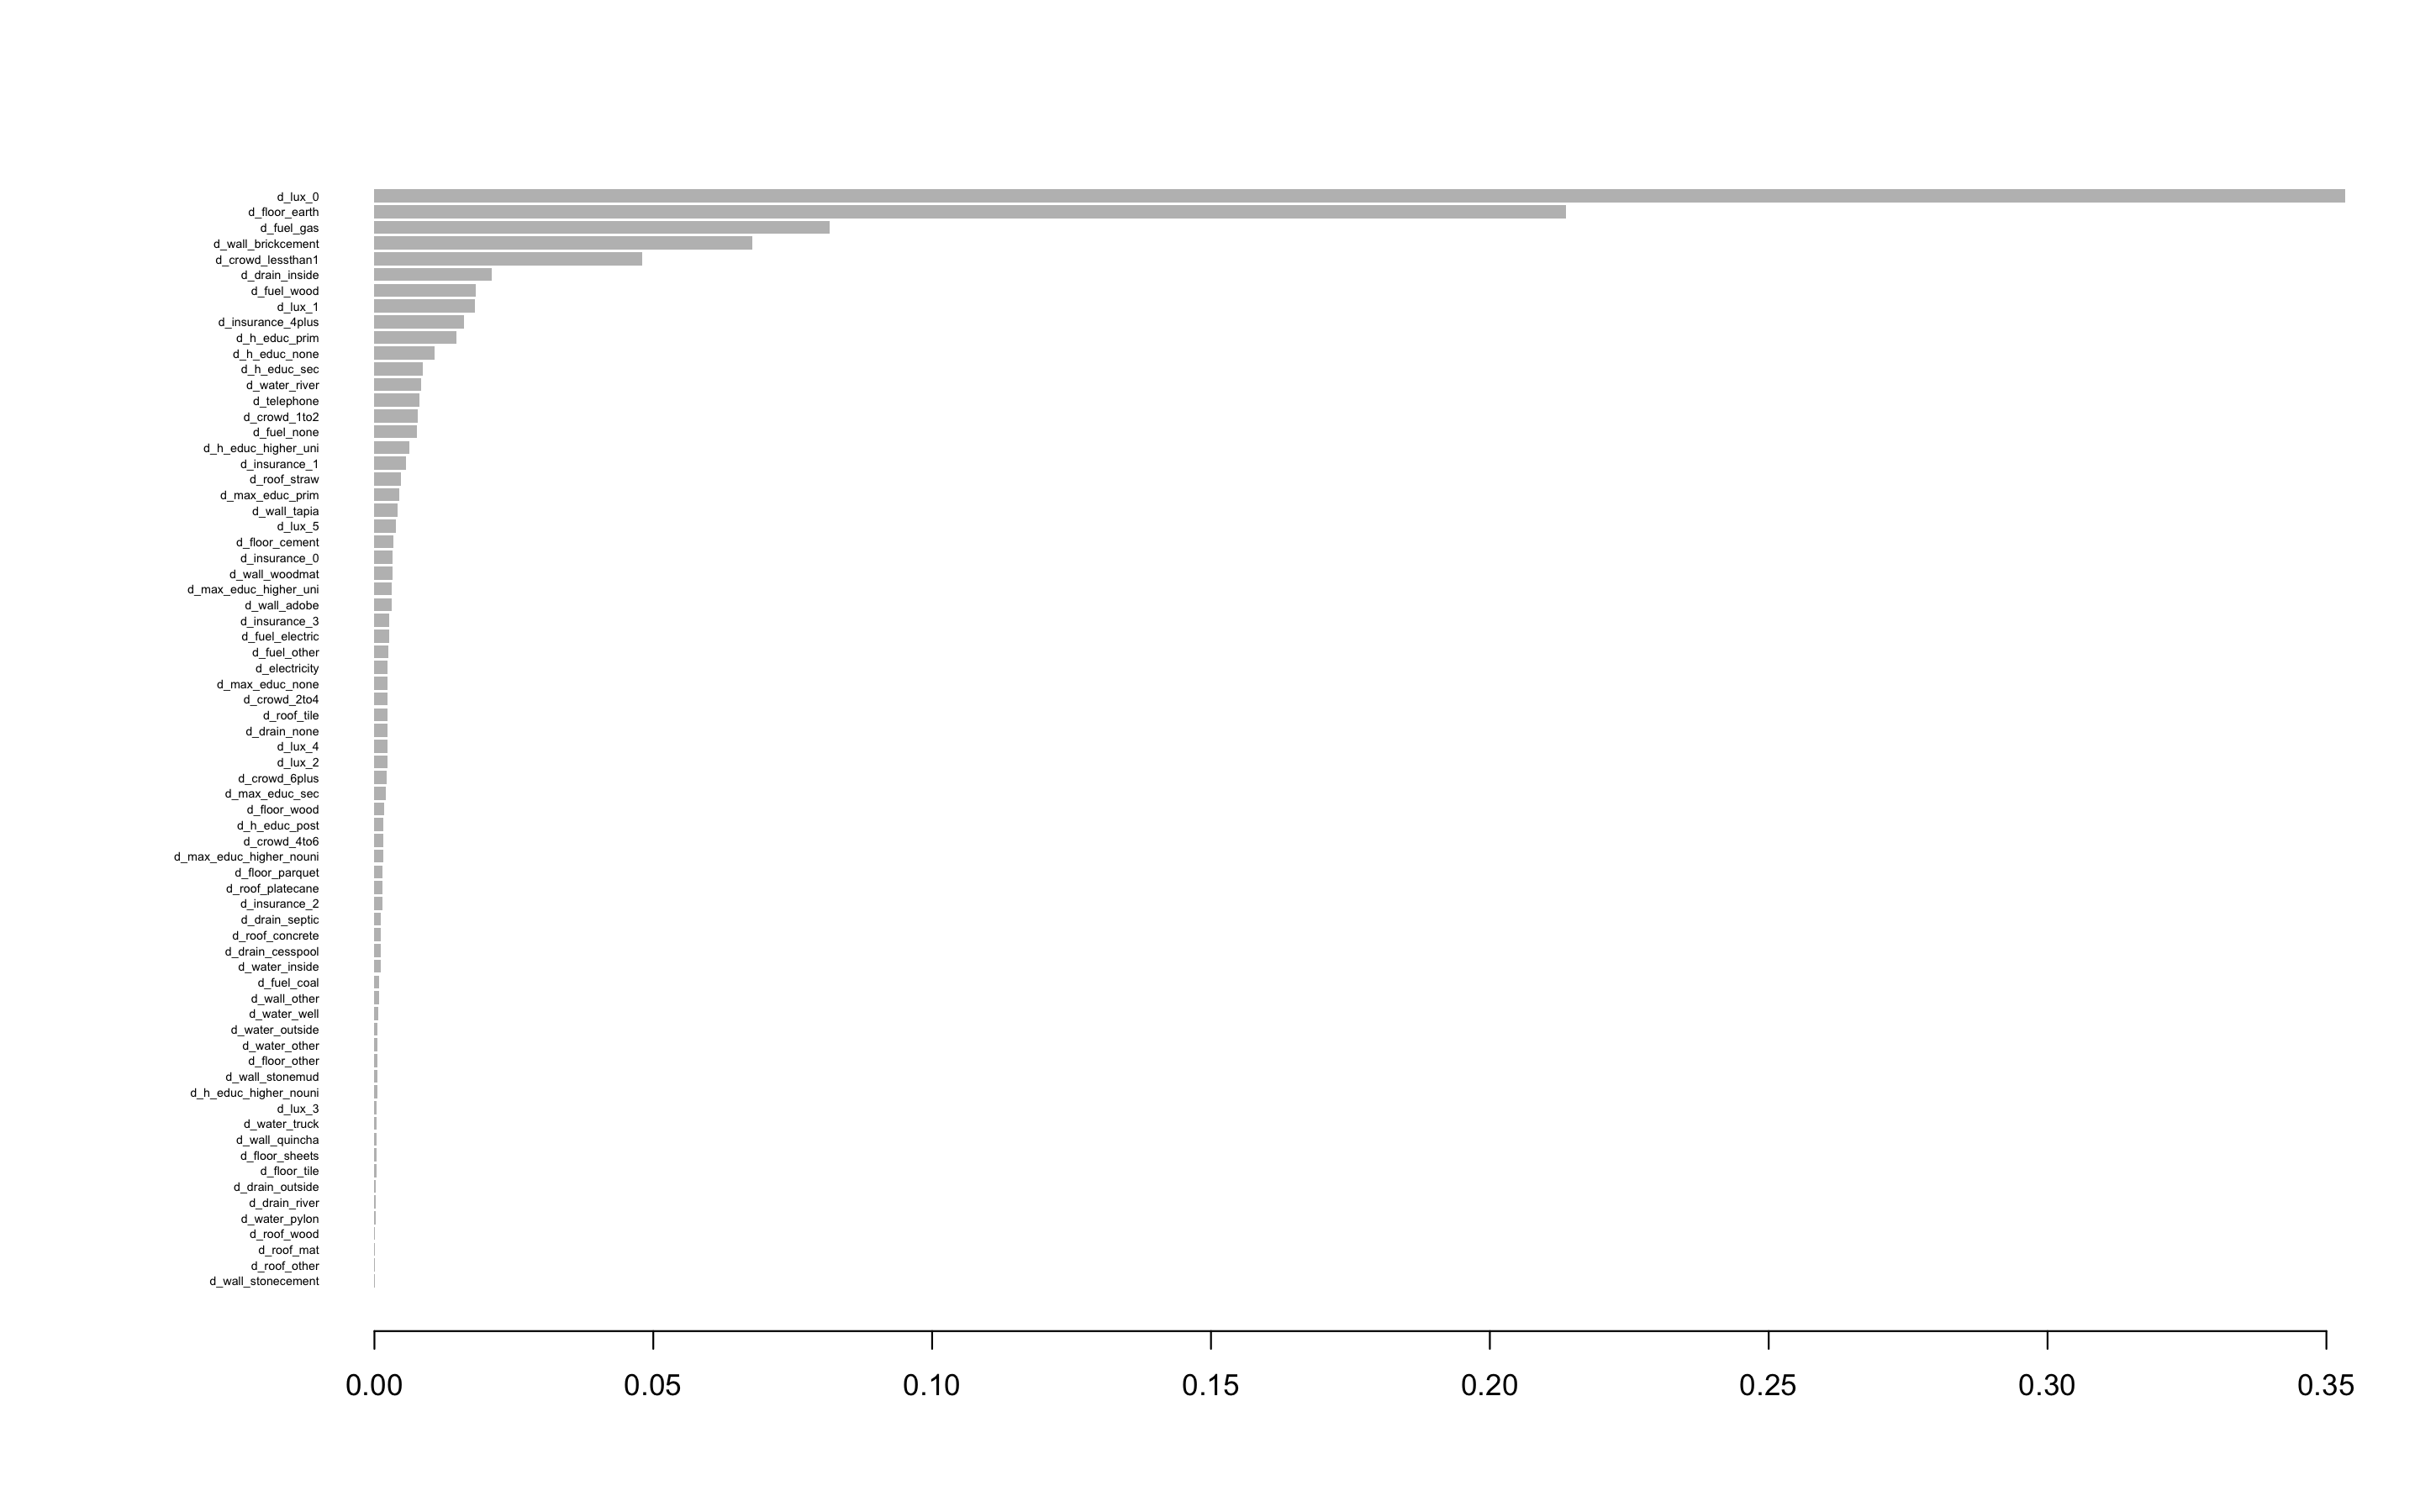 d_lux_0
d_floor_earth
d_fuel_gas
d_wall_brickcement
d_crowd_lessthan1
d_drain_inside
d_fuel_wood
d_lux_1
d_insurance_4plus
d_h_educ_prim
d_h_educ_none
d_h_educ_sec
d_water_river
d_telephone
d_crowd_1to2
d_fuel_none
d_h_educ_higher_uni
d_insurance_1
d_roof_straw
d_max_educ_prim
d_wall_tapia
d_lux_5
d_floor_cement
d_insurance_0
d_wall_woodmat
d_max_educ_higher_uni
d_wall_adobe
d_insurance_3
d_fuel_electric
d_fuel_other
d_electricity
d_max_educ_none
d_crowd_2to4
d_roof_tile
d_drain_none
d_lux_4
d_lux_2
d_crowd_6plus
d_max_educ_sec
d_floor_wood
d_h_educ_post
d_crowd_4to6
d_max_educ_higher_nouni
d_floor_parquet
d_roof_platecane
d_insurance_2
d_drain_septic
d_roof_concrete
d_drain_cesspool
d_water_inside
d_fuel_coal
d_wall_other
d_water_well
d_water_outside
d_water_other
d_floor_other
d_wall_stonemud
d_h_educ_higher_nouni
d_lux_3
d_water_truck
d_wall_quincha
d_floor_sheets
d_floor_tile
d_drain_outside
d_drain_river
d_water_pylon
d_roof_wood
d_roof_mat
d_roof_other
d_wall_stonecement
0.00 0.05 0.10 0.15 0.20 0.25 0.30 0.35